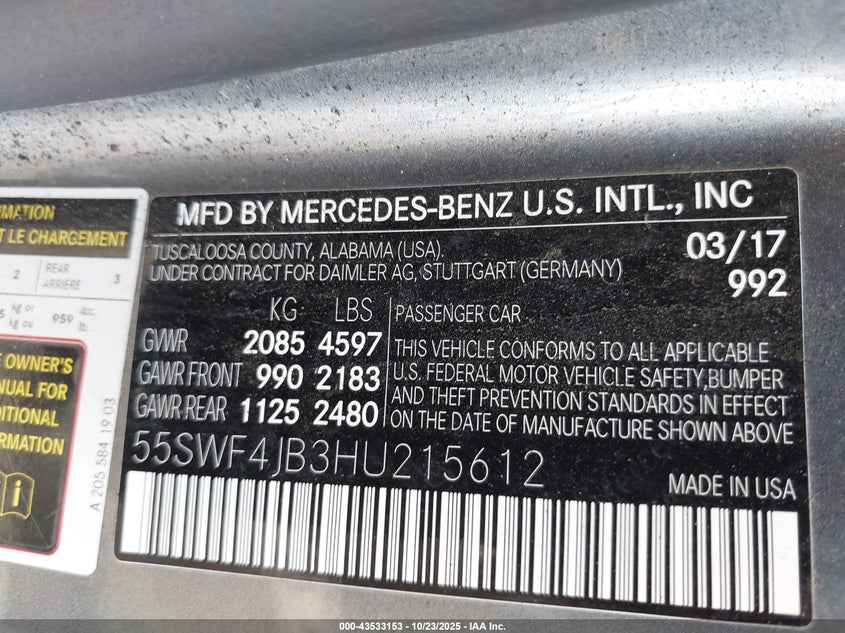 RMATION
T LE CHARGEMENT
2 REAR ARRIÈRE 3
5 kg or kg ou 959 lbs. lb.
E OWNER'S
NUAL FOR
DITIONAL
ORMATION
A 205 584 19 03
MFD BY MERCEDES-BENZ U.S. INTL., INC
TUSCALOOSA COUNTY, ALABAMA (USA).
UNDER CONTRACT FOR DAIMLER AG, STUTTGART (GERMANY)
03/17
992
KG LBS
GVWR 2085 4597
GAWR FRONT 990 2183
GAWR REAR 1125 2480
PASSENGER CAR
THIS VEHICLE CONFORMS TO ALL APPLICABLE
U.S. FEDERAL MOTOR VEHICLE SAFETY, BUMPER
AND THEFT PREVENTION STANDARDS IN EFFECT
ON THE DATE OF MANUFACTURE SHOWN ABOVE
55SWF4JB3HU215612
MADE IN USA
000-43533153 - 10/23/2025 - IAA Inc.